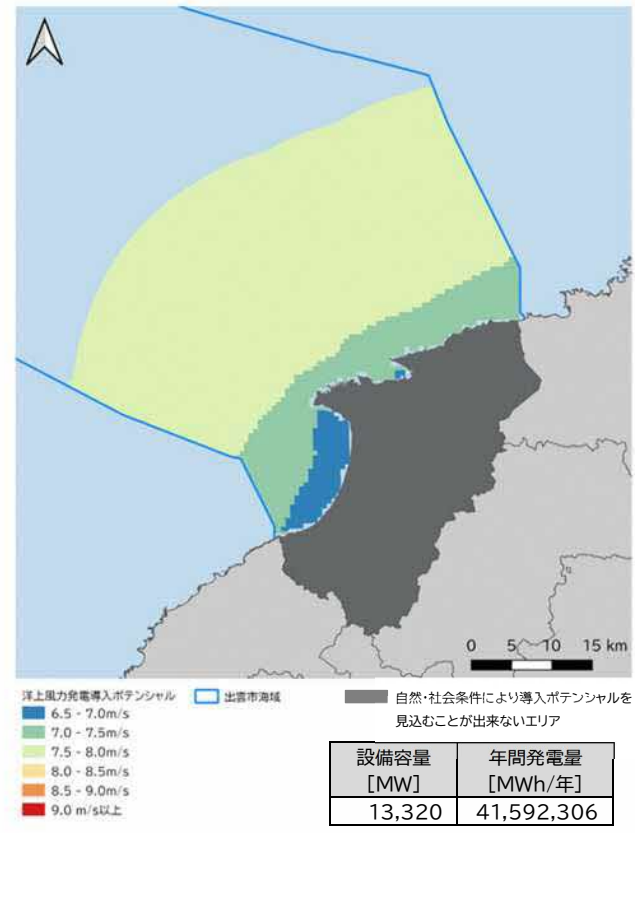 0 5 10 15 km
洋上風力発電導入ポテンシャル
出雲市海域
自然・社会条件により導入ポテンシャルを
見込むことが出来ないエリア
6.5 - 7.0m/s
7.0 - 7.5m/s
7.5 - 8.0m/s
8.0 - 8.5m/s
8.5 - 9.0m/s
9.0 m/s以上
設備容量 年間発電量
[MW] [MWh/年]
13,320 41,592,306